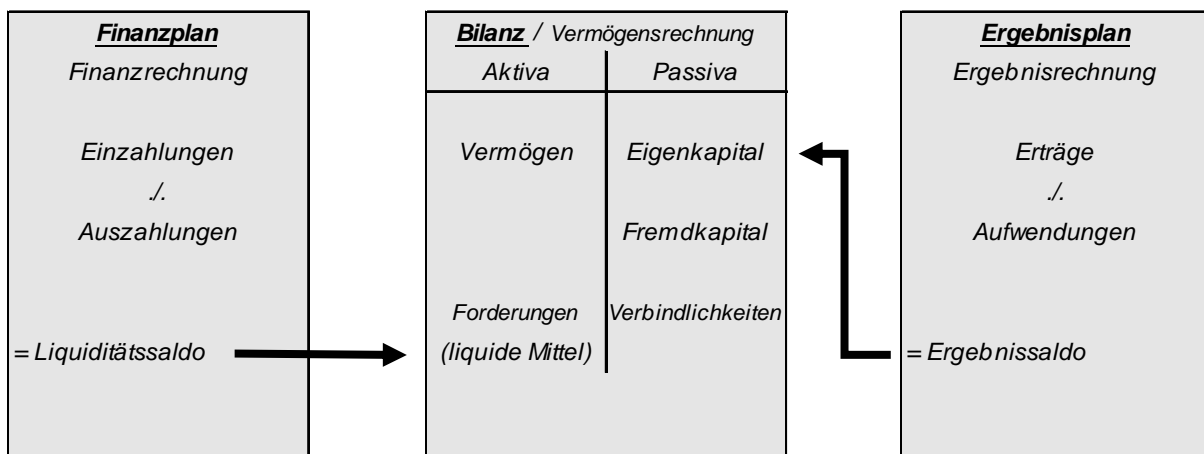 Finanzplan
Finanzrechnung
Einzahlungen
./.
Auszahlungen
= Liquiditätssaldo
Bilanz / Vermögensrechnung
Aktiva Passiva
Vermögen Eigenkapital
Fremdkapital
Forderungen Verbindlichkeiten
(liquide Mittel)
Ergebnisplan
Ergebnisrechnung
Erträge
./.
Aufwendungen
= Ergebnissaldo